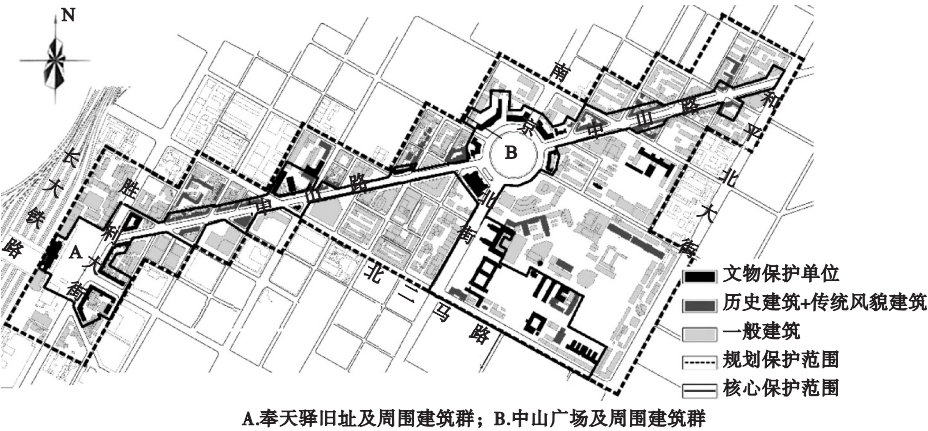 N
南京北街
中山路
和平北大街
B
中山路
长大铁路
胜利大街
A
北一马路
文物保护单位
历史建筑+传统风貌建筑
一般建筑
规划保护范围
核心保护范围
A.奉天驿旧址及周围建筑群；B.中山广场及周围建筑群